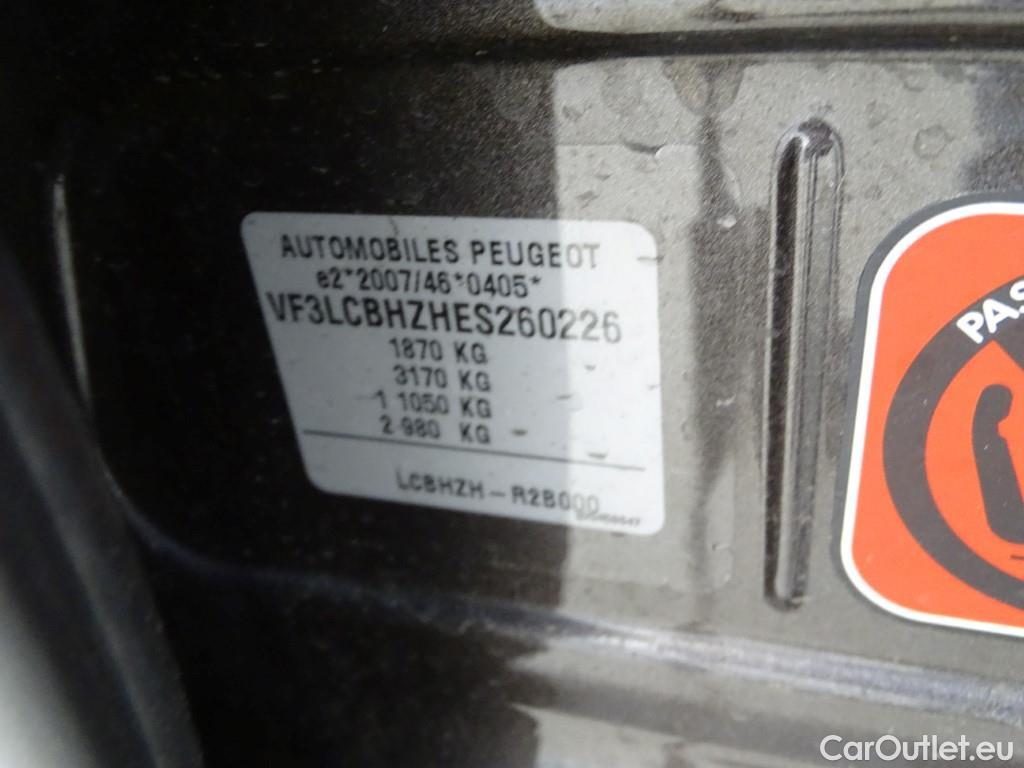 AUTOMOBILES PEUGEOT
e2*2007/46*0405*
VF3LCBHZHES260226
1870 KG
3170 KG
1 1050 KG
2 980 KG
LCBHZH - R2B000
PAS
CarOutlet.eu